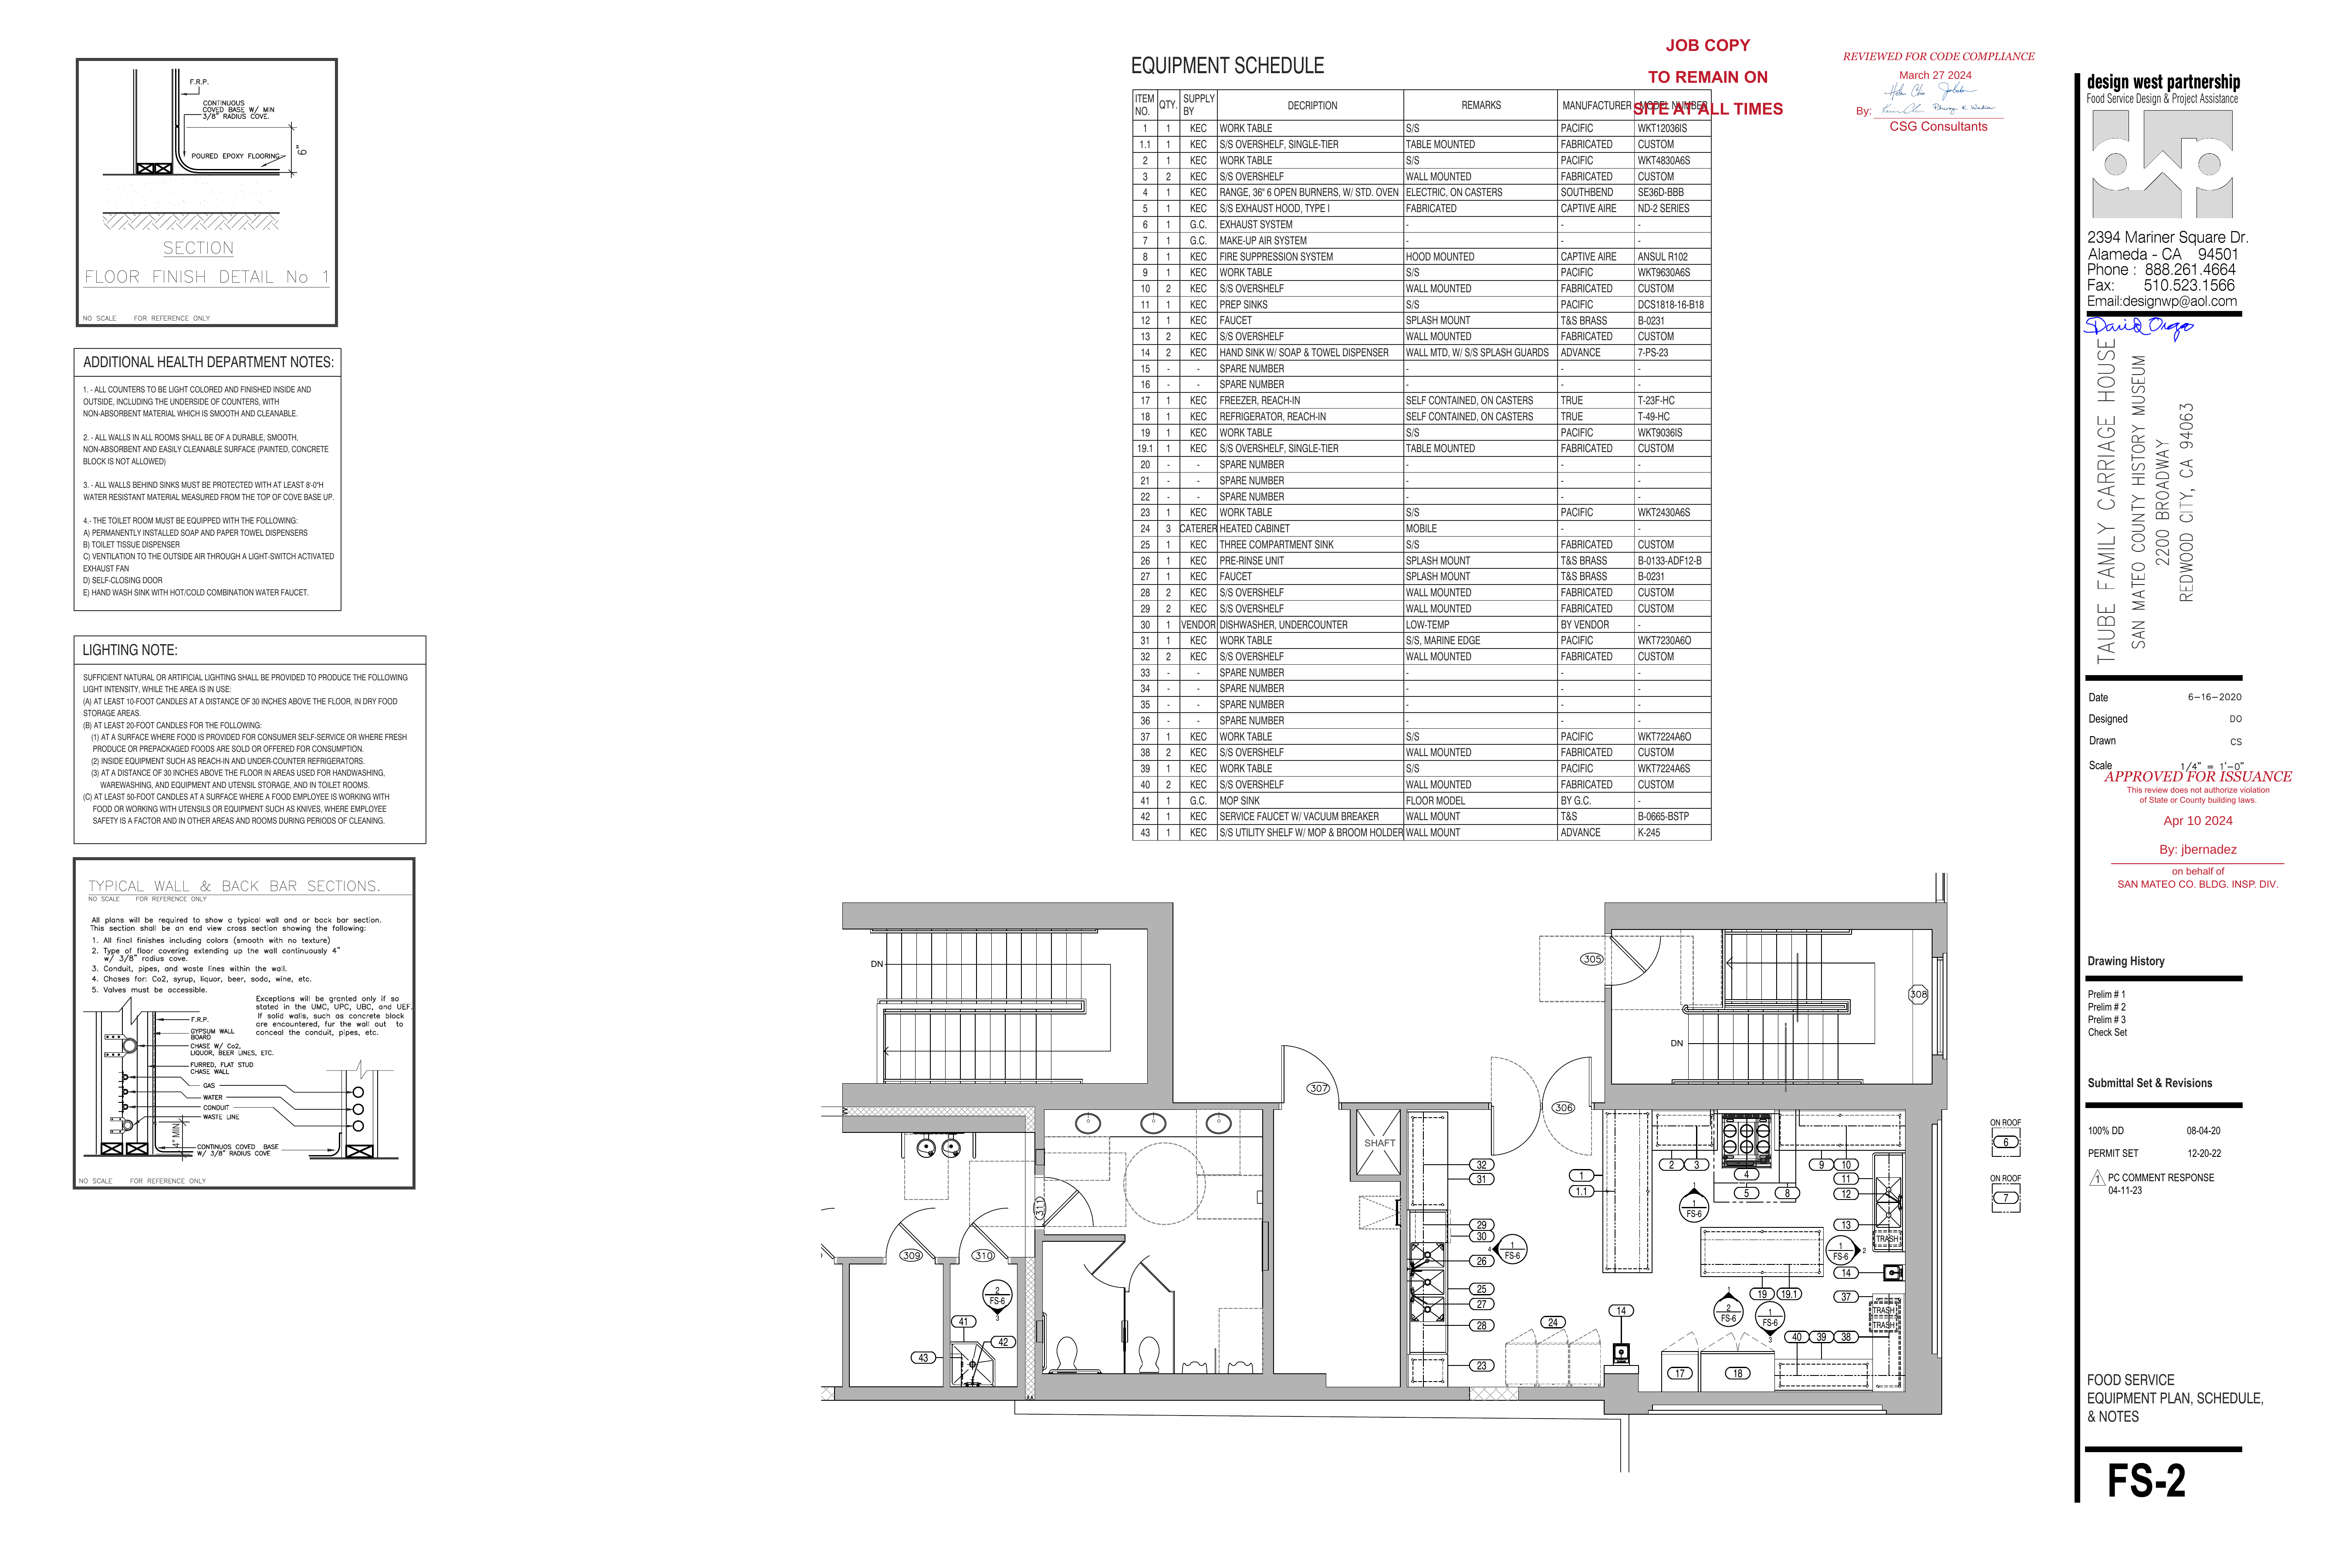 F.R.P.
CONTINUOUS
COVED BASE W/ MIN
3/8" RADIUS COVE.
POURED EPOXY FLOORING
6"
SECTION
FLOOR FINISH DETAIL No 1
NO SCALE FOR REFERENCE ONLY
ADDITIONAL HEALTH DEPARTMENT NOTES:
1. - ALL COUNTERS TO BE LIGHT COLORED AND FINISHED INSIDE AND
OUTSIDE, INCLUDING THE UNDERSIDE OF COUNTERS, WITH
NON-ABSORBENT MATERIAL WHICH IS SMOOTH AND CLEANABLE.
2. - ALL WALLS IN ALL ROOMS SHALL BE OF A DURABLE, SMOOTH,
NON-ABSORBENT AND EASILY CLEANABLE SURFACE (PAINTED, CONCRETE
BLOCK IS NOT ALLOWED)
3. - ALL WALLS BEHIND SINKS MUST BE PROTECTED WITH AT LEAST 8'-0"H
WATER RESISTANT MATERIAL MEASURED FROM THE TOP OF COVE BASE UP.
4.- THE TOILET ROOM MUST BE EQUIPPED WITH THE FOLLOWING:
A) PERMANENTLY INSTALLED SOAP AND PAPER TOWEL DISPENSERS
B) TOILET TISSUE DISPENSER
C) VENTILATION TO THE OUTSIDE AIR THROUGH A LIGHT-SWITCH ACTIVATED
EXHAUST FAN
D) SELF-CLOSING DOOR
E) HAND WASH SINK WITH HOT/COLD COMBINATION WATER FAUCET.
LIGHTING NOTE:
SUFFICIENT NATURAL OR ARTIFICIAL LIGHTING SHALL BE PROVIDED TO PRODUCE THE FOLLOWING
LIGHT INTENSITY, WHILE THE AREA IS IN USE:
(A) AT LEAST 10-FOOT CANDLES AT A DISTANCE OF 30 INCHES ABOVE THE FLOOR, IN DRY FOOD
STORAGE AREAS.
(B) AT LEAST 20-FOOT CANDLES FOR THE FOLLOWING:
(1) AT A SURFACE WHERE FOOD IS PROVIDED FOR CONSUMER SELF-SERVICE OR WHERE FRESH
PRODUCE OR PREPACKAGED FOODS ARE SOLD OR OFFERED FOR CONSUMPTION.
(2) INSIDE EQUIPMENT SUCH AS REACH-IN AND UNDER-COUNTER REFRIGERATORS.
(3) AT A DISTANCE OF 30 INCHES ABOVE THE FLOOR IN AREAS USED FOR HANDWASHING,
WAREWASHING, AND EQUIPMENT AND UTENSIL STORAGE, AND IN TOILET ROOMS.
(C) AT LEAST 50-FOOT CANDLES AT A SURFACE WHERE A FOOD EMPLOYEE IS WORKING WITH
FOOD OR WORKING WITH UTENSILS OR EQUIPMENT SUCH AS KNIVES, WHERE EMPLOYEE
SAFETY IS A FACTOR AND IN OTHER AREAS AND ROOMS DURING PERIODS OF CLEANING.
TYPICAL WALL & BACK BAR SECTIONS.
NO SCALE FOR REFERENCE ONLY
All plans will be required to show a typical wall and or back bar section.
This section shall be an end view cross section showing the following:
1. All final finishes including colors (smooth with no texture)
2. Type of floor covering extending up the wall continuously 4"
w/ 3/8" radius cove.
3. Conduit, pipes, and waste lines within the wall.
4. Chases for: Co2, syrup, liquor, beer, soda, wine, etc.
5. Valves must be accessible.
Exceptions will be granted only if so
stated in the UMC, UPC, UBC, and UEF.
If solid walls, such as concrete block
are encountered, fur the wall out to
conceal the conduit, pipes, etc.
F.R.P.
GYPSUM WALL
BOARD
CHASE W/ Co2,
LIQUOR, BEER LINES, ETC.
FURRED, FLAT STUD
CHASE WALL
GAS
WATER
CONDUIT
WASTE LINE
4" MIN
CONTINUOS COVED BASE
W/ 3/8" RADIUS COVE
NO SCALE FOR REFERENCE ONLY
EQUIPMENT SCHEDULE
ITEM NO. QTY. SUPPLY BY DECRIPTION REMARKS MANUFACTURER MODEL NUMBER
1 1 KEC WORK TABLE S/S PACIFIC WKT12036IS
1.1 1 KEC S/S OVERSHELF, SINGLE-TIER TABLE MOUNTED FABRICATED CUSTOM
2 1 KEC WORK TABLE S/S PACIFIC WKT4830A6S
3 2 KEC S/S OVERSHELF WALL MOUNTED FABRICATED CUSTOM
4 1 KEC RANGE, 36" 6 OPEN BURNERS, W/ STD. OVEN ELECTRIC, ON CASTERS SOUTHBEND SE36D-BBB
5 1 KEC S/S EXHAUST HOOD, TYPE I FABRICATED CAPTIVE AIRE ND-2 SERIES
6 1 G.C. EXHAUST SYSTEM - - -
7 1 G.C. MAKE-UP AIR SYSTEM - - -
8 1 KEC FIRE SUPPRESSION SYSTEM HOOD MOUNTED CAPTIVE AIRE ANSUL R102
9 1 KEC WORK TABLE S/S PACIFIC WKT9630A6S
10 2 KEC S/S OVERSHELF WALL MOUNTED FABRICATED CUSTOM
11 1 KEC PREP SINKS S/S PACIFIC DCS1818-16-B18
12 1 KEC FAUCET SPLASH MOUNT T&S BRASS B-0231
13 2 KEC S/S OVERSHELF WALL MOUNTED FABRICATED CUSTOM
14 2 KEC HAND SINK W/ SOAP & TOWEL DISPENSER WALL MTD, W/ S/S SPLASH GUARDS ADVANCE 7-PS-23
15 - - SPARE NUMBER - - -
16 - - SPARE NUMBER - - -
17 1 KEC FREEZER, REACH-IN SELF CONTAINED, ON CASTERS TRUE T-23F-HC
18 1 KEC REFRIGERATOR, REACH-IN SELF CONTAINED, ON CASTERS TRUE T-49-HC
19 1 KEC WORK TABLE S/S PACIFIC WKT9036IS
19.1 1 KEC S/S OVERSHELF, SINGLE-TIER TABLE MOUNTED FABRICATED CUSTOM
20 - - SPARE NUMBER - - -
21 - - SPARE NUMBER - - -
22 - - SPARE NUMBER - - -
23 1 KEC WORK TABLE S/S PACIFIC WKT2430A6S
24 3 CATERER HEATED CABINET MOBILE - -
25 1 KEC THREE COMPARTMENT SINK S/S FABRICATED CUSTOM
26 1 KEC PRE-RINSE UNIT SPLASH MOUNT T&S BRASS B-0133-ADF12-B
27 1 KEC FAUCET SPLASH MOUNT T&S BRASS B-0231
28 2 KEC S/S OVERSHELF WALL MOUNTED FABRICATED CUSTOM
29 2 KEC S/S OVERSHELF WALL MOUNTED FABRICATED CUSTOM
30 1 VENDOR DISHWASHER, UNDERCOUNTER LOW-TEMP BY VENDOR -
31 1 KEC WORK TABLE S/S, MARINE EDGE PACIFIC WKT7230A6O
32 2 KEC S/S OVERSHELF WALL MOUNTED FABRICATED CUSTOM
33 - - SPARE NUMBER - - -
34 - - SPARE NUMBER - - -
35 - - SPARE NUMBER - - -
36 - - SPARE NUMBER - - -
37 1 KEC WORK TABLE S/S PACIFIC WKT7224A6O
38 2 KEC S/S OVERSHELF WALL MOUNTED FABRICATED CUSTOM
39 1 KEC WORK TABLE S/S PACIFIC WKT7224A6S
40 2 KEC S/S OVERSHELF WALL MOUNTED FABRICATED CUSTOM
41 1 G.C. MOP SINK FLOOR MODEL BY G.C. -
42 1 KEC SERVICE FAUCET W/ VACUUM BREAKER WALL MOUNT T&S B-0665-BSTP
43 1 KEC S/S UTILITY SHELF W/ MOP & BROOM HOLDER WALL MOUNT ADVANCE K-245
JOB COPY
TO REMAIN ON
SITE AT ALL TIMES
REVIEWED FOR CODE COMPLIANCE
March 27 2024
By:
CSG Consultants
DN
305
308
DN
307
306
SHAFT
309
310
311
2
FS-6
3
41
42
43
32
31
29
30
26
25
27
28
23
4
1
FS-6
1
1.1
24
14
2
3
4
5
8
9
10
11
12
13
TRASH
1
1
FS-6
1
FS-6
2
14
37
TRASH
TRASH
19
19.1
1
2
FS-6
1
FS-6
3
40
39
38
17
18
ON ROOF
6
ON ROOF
7
design west partnership
Food Service Design & Project Assistance
dwp
2394 Mariner Square Dr.
Alameda - CA 94501
Phone : 888.261.4664
Fax: 510.523.1566
Email:designwp@aol.com
TAUBE FAMILY CARRIAGE HOUSE
SAN MATEO COUNTY HISTORY MUSEUM
2200 BROADWAY
REDWOOD CITY, CA 94063
Date 6-16-2020
Designed DO
Drawn CS
Scale 1/4" = 1'-0"
APPROVED FOR ISSUANCE
This review does not authorize violation
of State or County building laws.
Apr 10 2024
By: jbernadez
on behalf of
SAN MATEO CO. BLDG. INSP. DIV.
Drawing History
Prelim # 1
Prelim # 2
Prelim # 3
Check Set
Submittal Set & Revisions
100% DD 08-04-20
PERMIT SET 12-20-22
1 PC COMMENT RESPONSE
04-11-23
FOOD SERVICE
EQUIPMENT PLAN, SCHEDULE,
& NOTES
FS-2